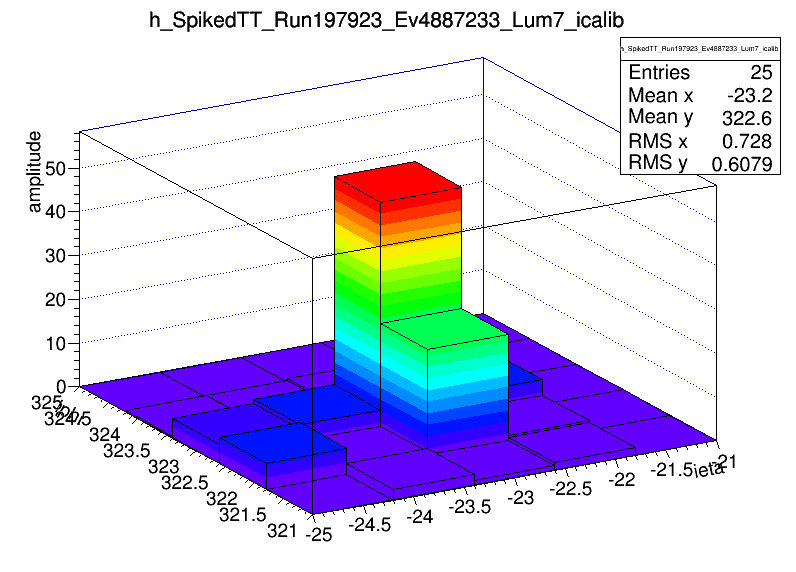 h_SpikedTT_Run197923_Ev4887233_Lum7_icalib
h_SpikedTT_Run197923_Ev4887233_Lum7_icalib
Entries 25
Mean x -23.2
Mean y 322.6
RMS x 0.728
RMS y 0.6079
amplitude
50
40
30
20
10
0
325
324.5
324
323.5
323
322.5
322
321.5
321
-25
-24.5
-24
-23.5
-23
-22.5
-22
-21.5
-21
ieta